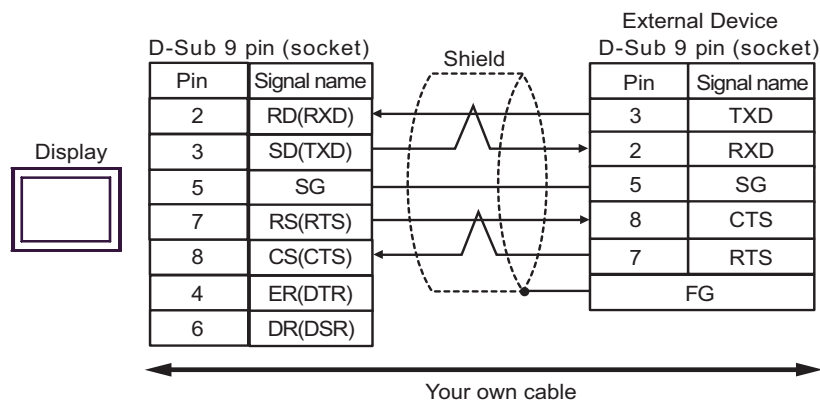 External Device
D-Sub 9 pin (socket) Shield D-Sub 9 pin (socket)
Pin Signal name Pin Signal name
2 RD(RXD) 3 TXD
Display 3 SD(TXD) 2 RXD
5 SG 5 SG
7 RS(RTS) 8 CTS
8 CS(CTS) 7 RTS
4 ER(DTR) FG
6 DR(DSR)
Your own cable